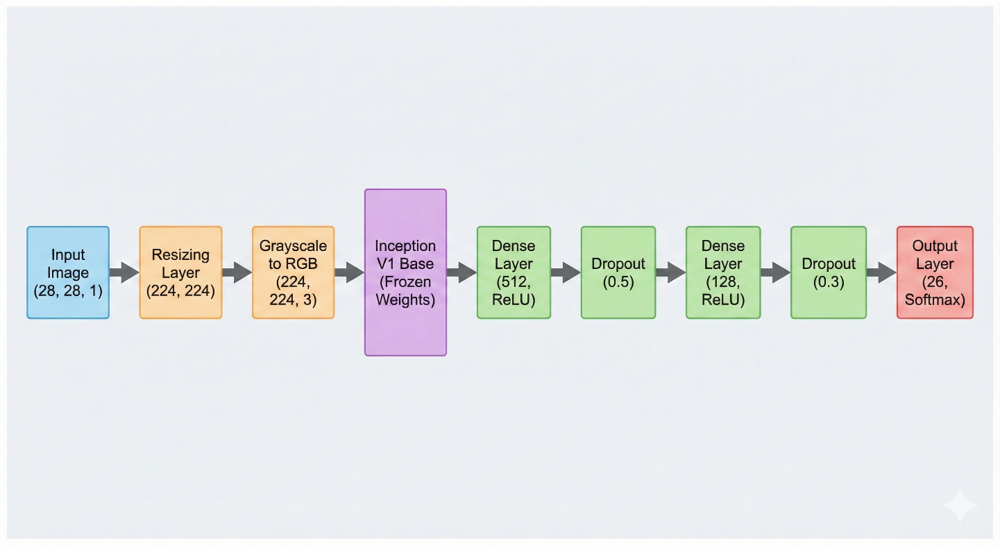 Input
Image
(28, 28, 1)
Resizing
Layer
(224, 224)
Grayscale
to RGB
(224,
224, 3)
Inception
V1 Base
(Frozen
Weights)
Dense
Layer
(512,
ReLU)
Dropout
(0.5)
Dense
Layer
(128,
ReLU)
Dropout
(0.3)
Output
Layer
(26,
Softmax)